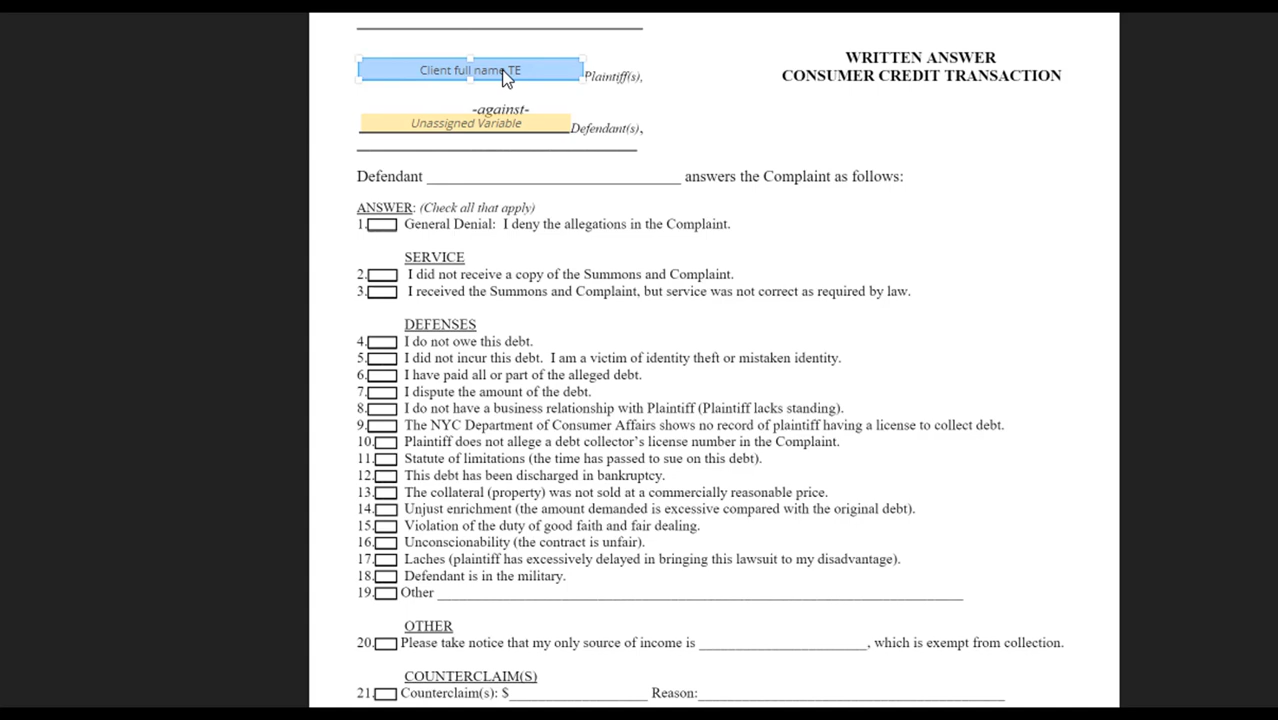 WRITTEN ANSWER
CONSUMER CREDIT TRANSACTION
Client full name TE Plaintiff(s),
-against-
Unassigned Variable Defendant(s),
Defendant ______________________________ answers the Complaint as follows:
ANSWER: (Check all that apply)
1. General Denial: I deny the allegations in the Complaint.
SERVICE
2. I did not receive a copy of the Summons and Complaint.
3. I received the Summons and Complaint, but service was not correct as required by law.
DEFENSES
4. I do not owe this debt.
5. I did not incur this debt. I am a victim of identity theft or mistaken identity.
6. I have paid all or part of the alleged debt.
7. I dispute the amount of the debt.
8. I do not have a business relationship with Plaintiff (Plaintiff lacks standing).
9. The NYC Department of Consumer Affairs shows no record of plaintiff having a license to collect debt.
10. Plaintiff does not allege a debt collector's license number in the Complaint.
11. Statute of limitations (the time has passed to sue on this debt).
12. This debt has been discharged in bankruptcy.
13. The collateral (property) was not sold at a commercially reasonable price.
14. Unjust enrichment (the amount demanded is excessive compared with the original debt).
15. Violation of the duty of good faith and fair dealing.
16. Unconscionability (the contract is unfair).
17. Laches (plaintiff has excessively delayed in bringing this lawsuit to my disadvantage).
18. Defendant is in the military.
19. Other ______________________________
OTHER
20. Please take notice that my only source of income is ____________________, which is exempt from collection.
COUNTERCLAIM(S)
21. Counterclaim(s): $________________ Reason:______________________________